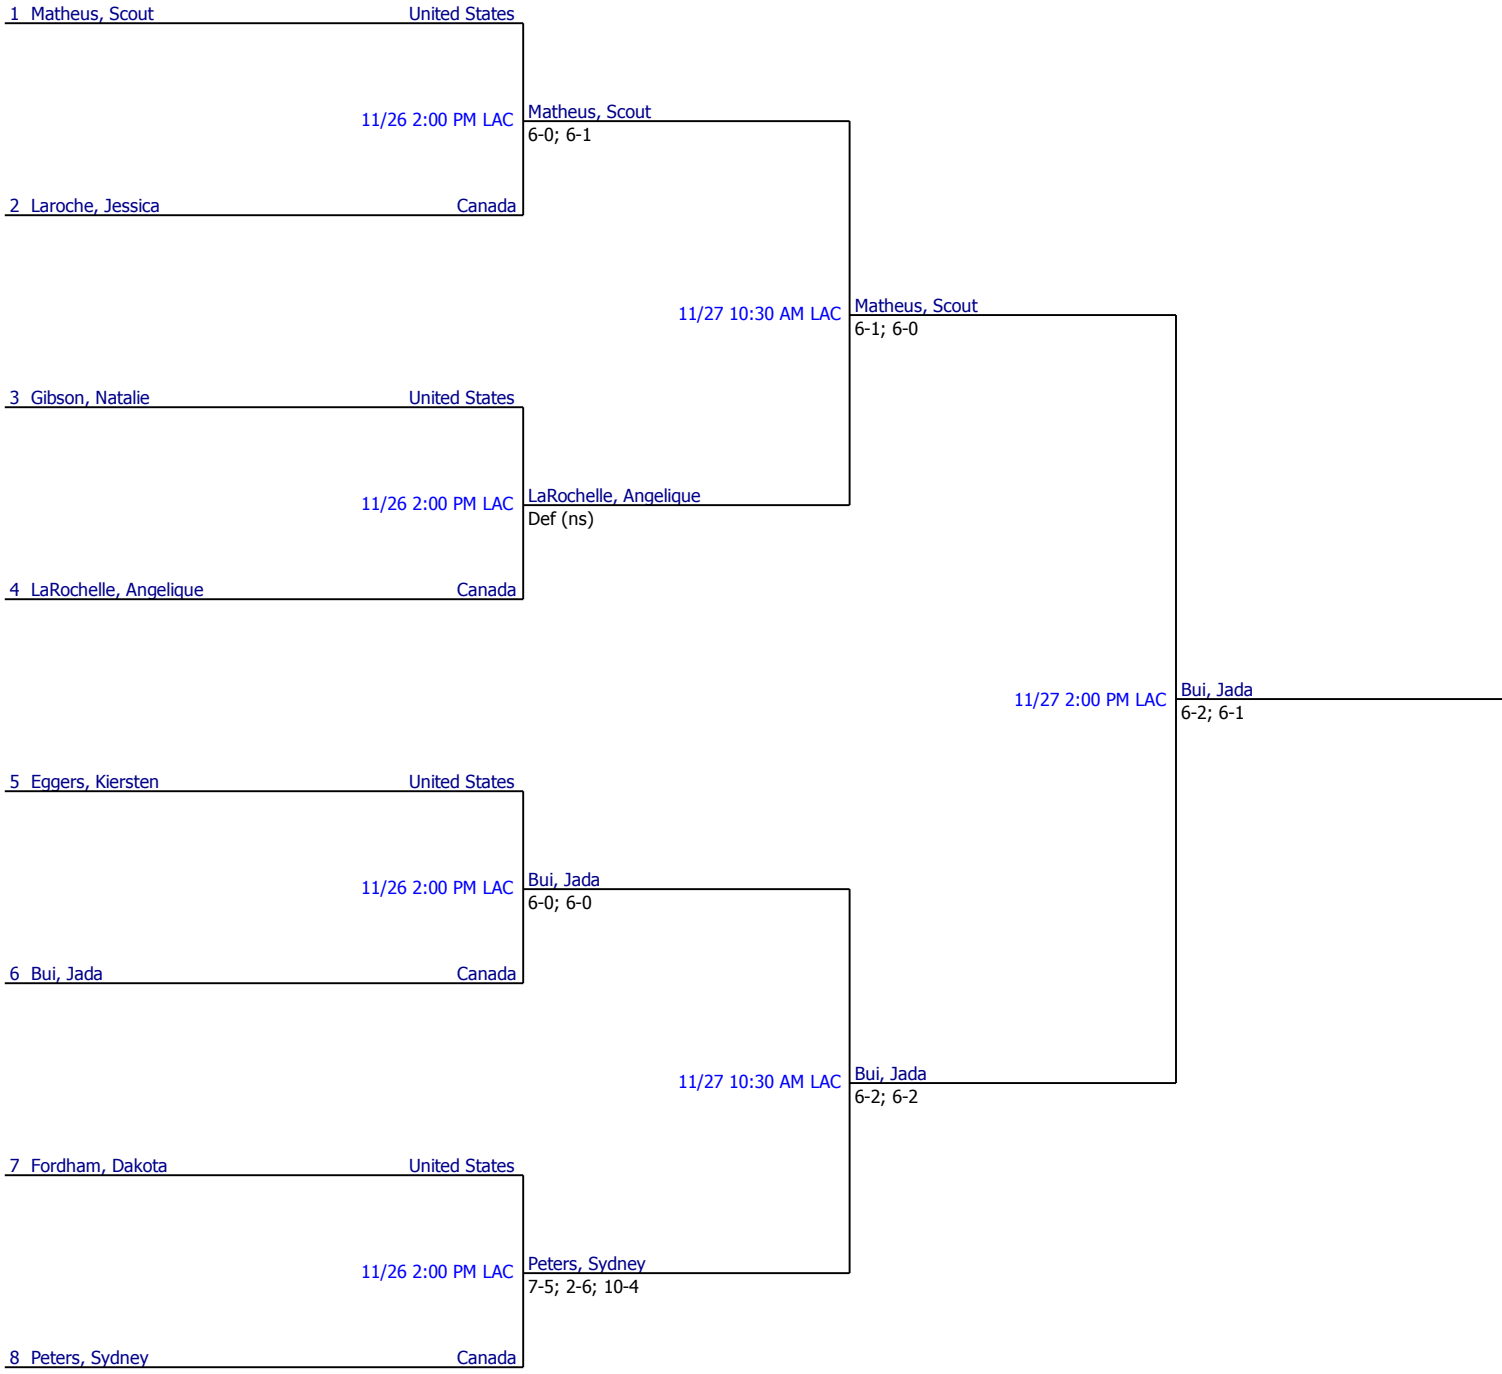 1 Matheus, Scout United States
11/26 2:00 PM LAC
Matheus, Scout
6-0; 6-1
2 Laroche, Jessica Canada
11/27 10:30 AM LAC
Matheus, Scout
6-1; 6-0
3 Gibson, Natalie United States
11/26 2:00 PM LAC
LaRochelle, Angelique
Def (ns)
4 LaRochelle, Angelique Canada
11/27 2:00 PM LAC
Bui, Jada
6-2; 6-1
5 Eggers, Kiersten United States
11/26 2:00 PM LAC
Bui, Jada
6-0; 6-0
6 Bui, Jada Canada
11/27 10:30 AM LAC
Bui, Jada
6-2; 6-2
7 Fordham, Dakota United States
11/26 2:00 PM LAC
Peters, Sydney
7-5; 2-6; 10-4
8 Peters, Sydney Canada